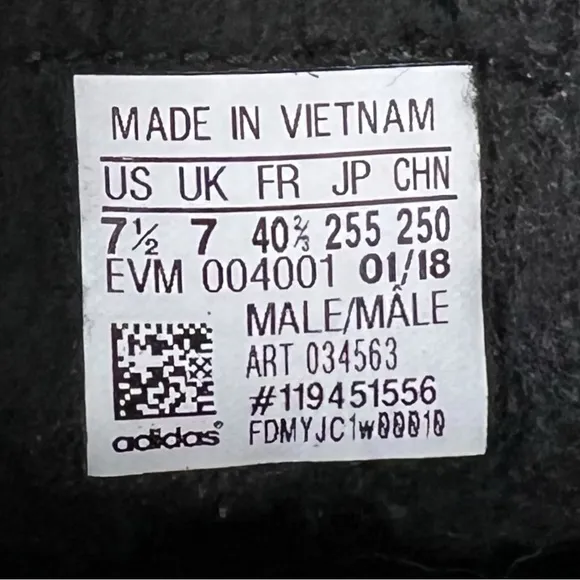 MADE IN VIETNAM
US UK FR JP CHN
7½ 7 40⅔ 255 250
EVM 004001 01/18
MALE/MÂLE
ART 034563
#119451556
FDMYJC1w00010
adidas®